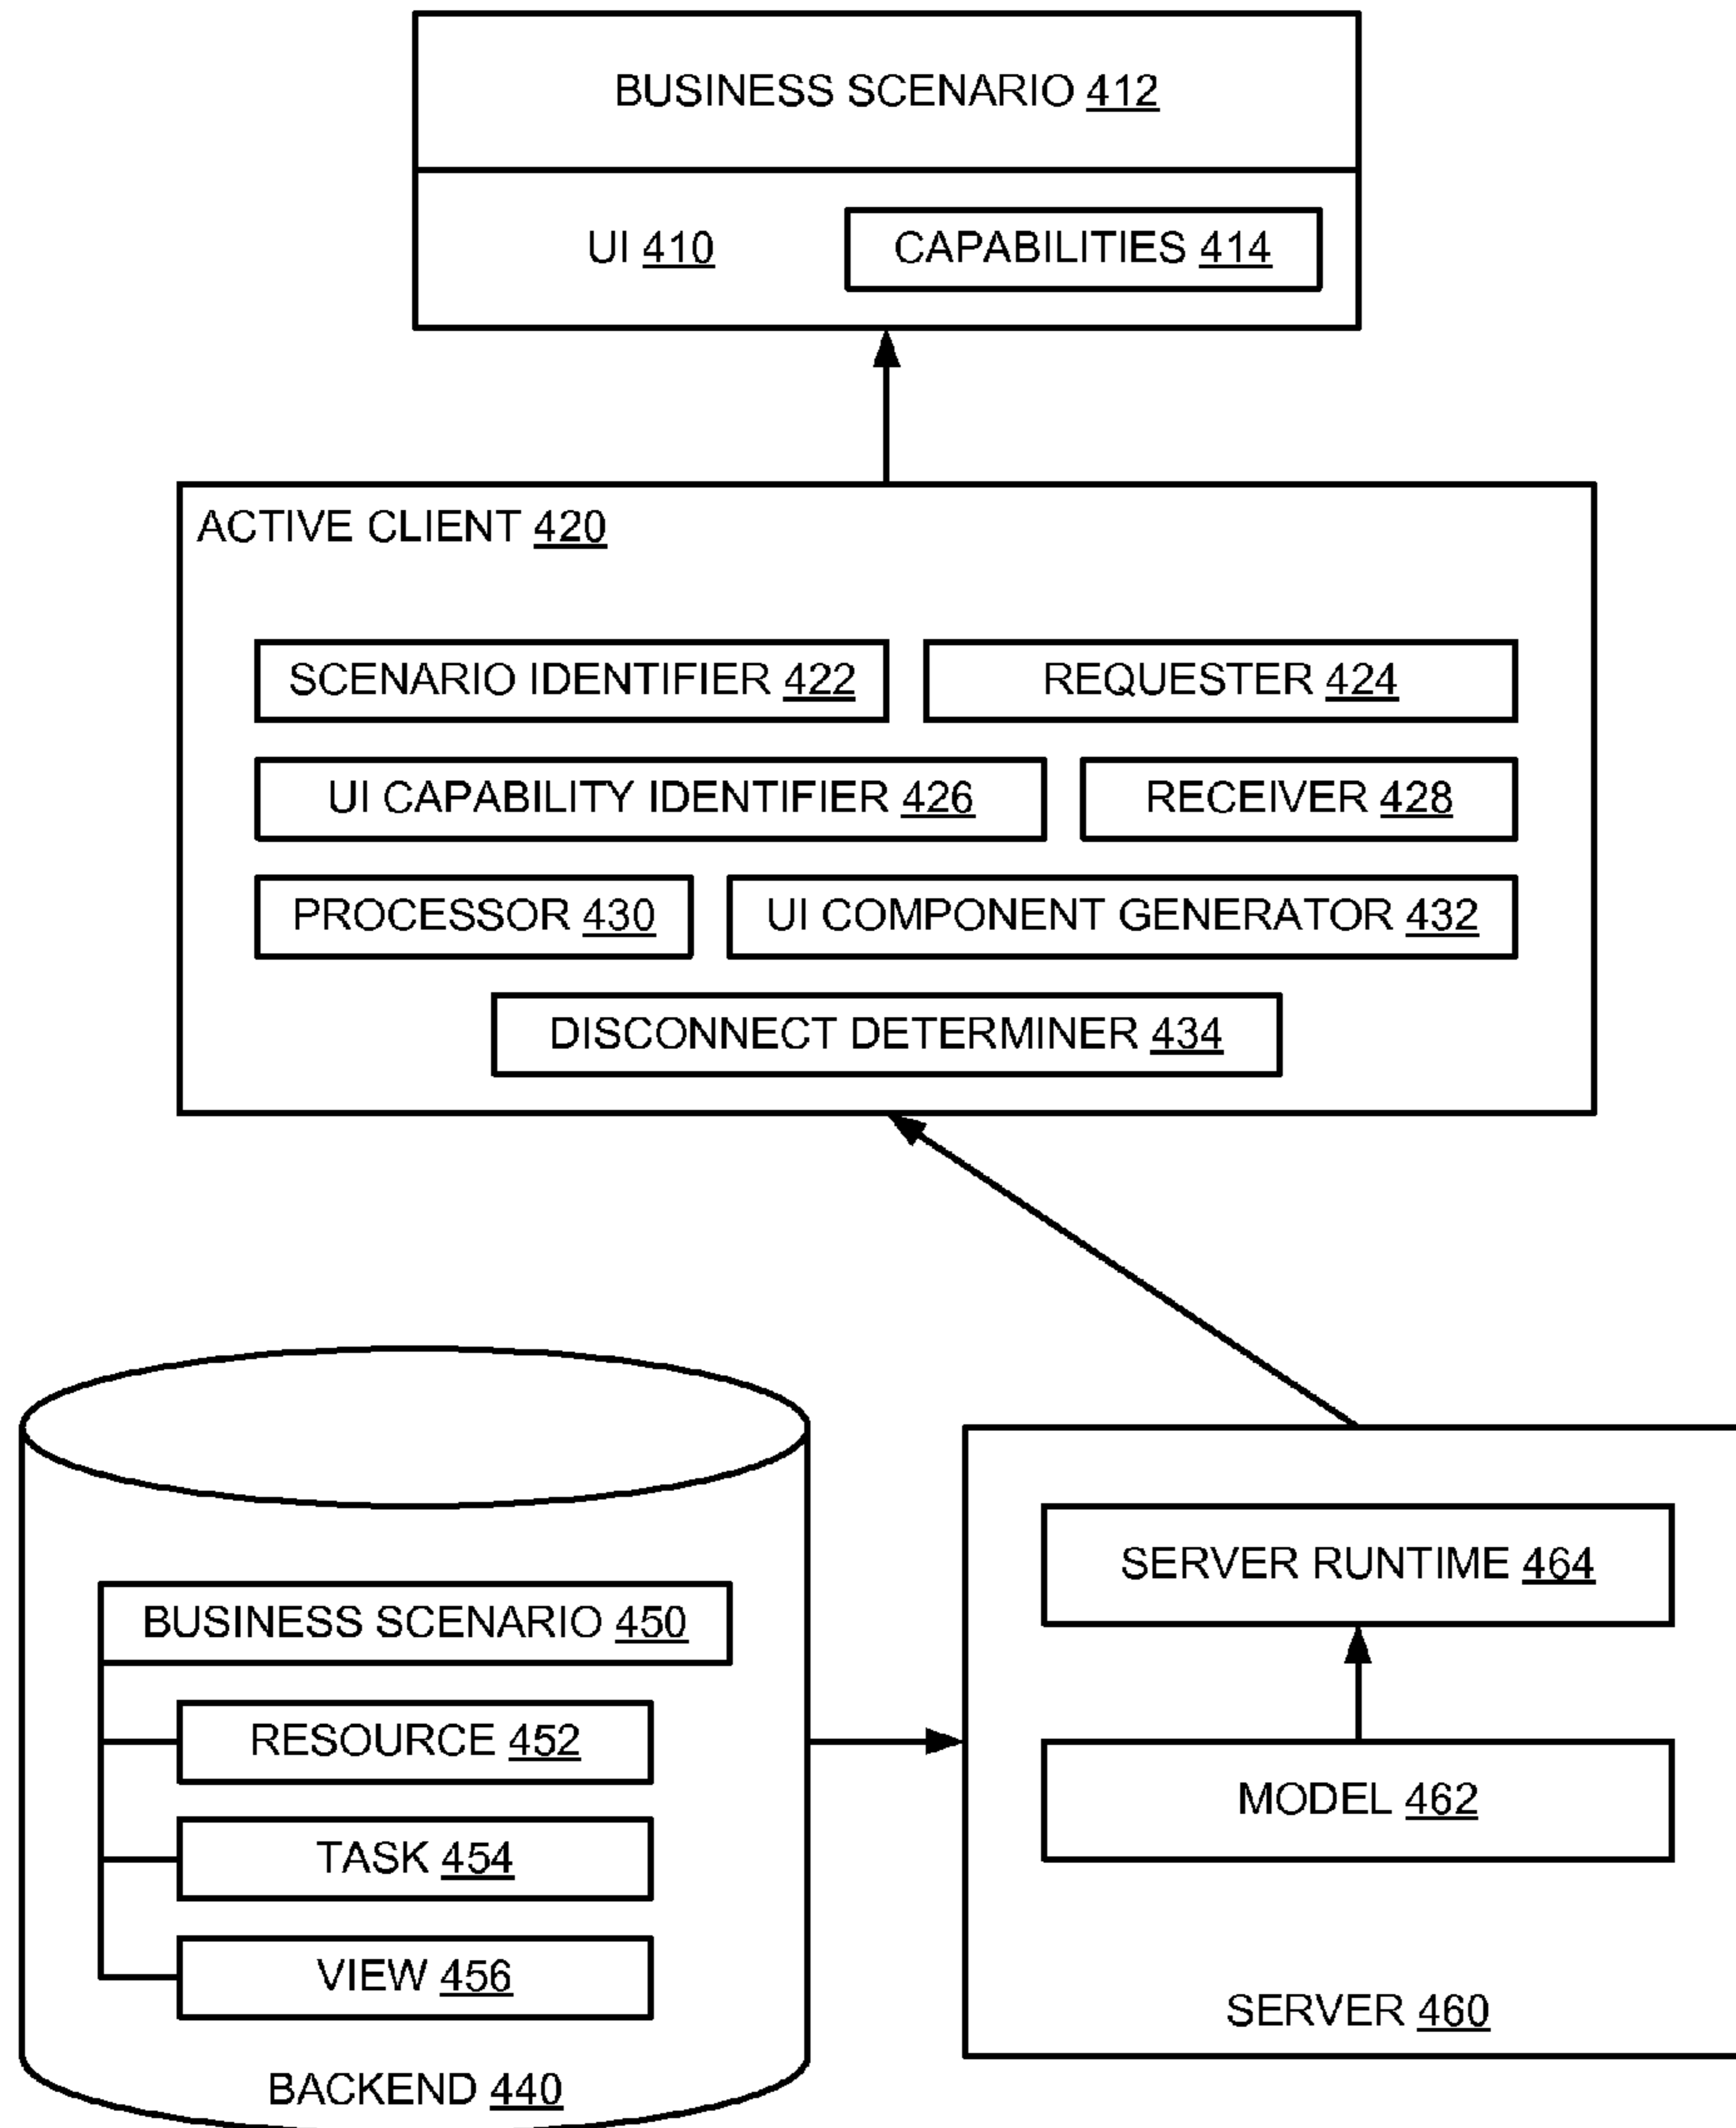 BUSINESS SCENARIO 412
UI 410
CAPABILITIES 414
ACTIVE CLIENT 420
SCENARIO IDENTIFIER 422
REQUESTER 424
UI CAPABILITY IDENTIFIER 426
RECEIVER 428
PROCESSOR 430
UI COMPONENT GENERATOR 432
DISCONNECT DETERMINER 434
BUSINESS SCENARIO 450
RESOURCE 452
TASK 454
VIEW 456
BACKEND 440
SERVER RUNTIME 464
MODEL 462
SERVER 460